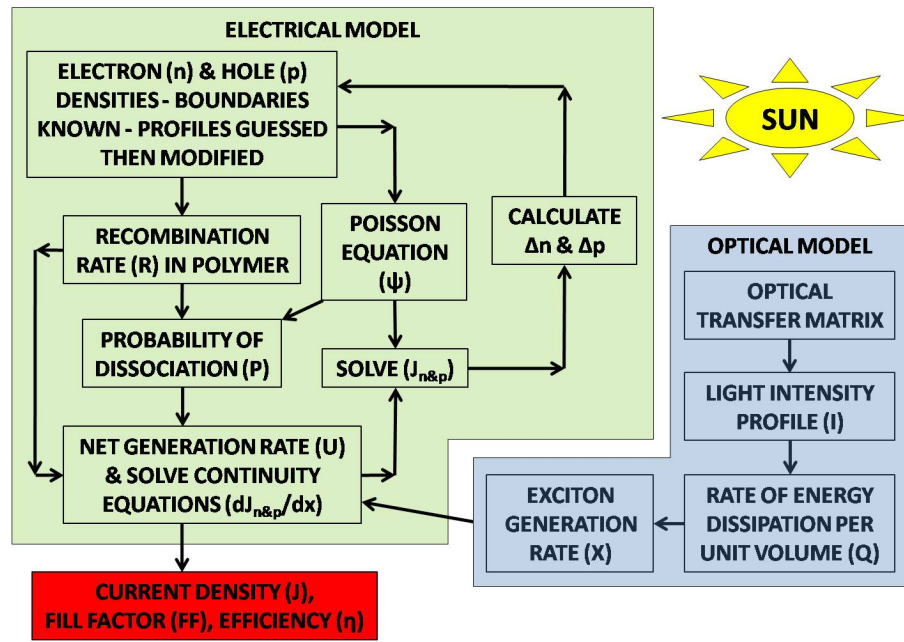 ELECTRICAL MODEL
ELECTRON (n) & HOLE (p)
DENSITIES - BOUNDARIES
KNOWN - PROFILES GUESSED
THEN MODIFIED
RECOMBINATION
RATE (R) IN POLYMER
POISSON
EQUATION
(ψ)
CALCULATE
Δn & Δp
PROBABILITY OF
DISSOCIATION (P)
SOLVE (Jn&p)
NET GENERATION RATE (U)
& SOLVE CONTINUITY
EQUATIONS (dJn&p/dx)
CURRENT DENSITY (J),
FILL FACTOR (FF), EFFICIENCY (η)
SUN
OPTICAL MODEL
OPTICAL
TRANSFER MATRIX
LIGHT INTENSITY
PROFILE (I)
RATE OF ENERGY
DISSIPATION PER
UNIT VOLUME (Q)
EXCITON
GENERATION
RATE (X)